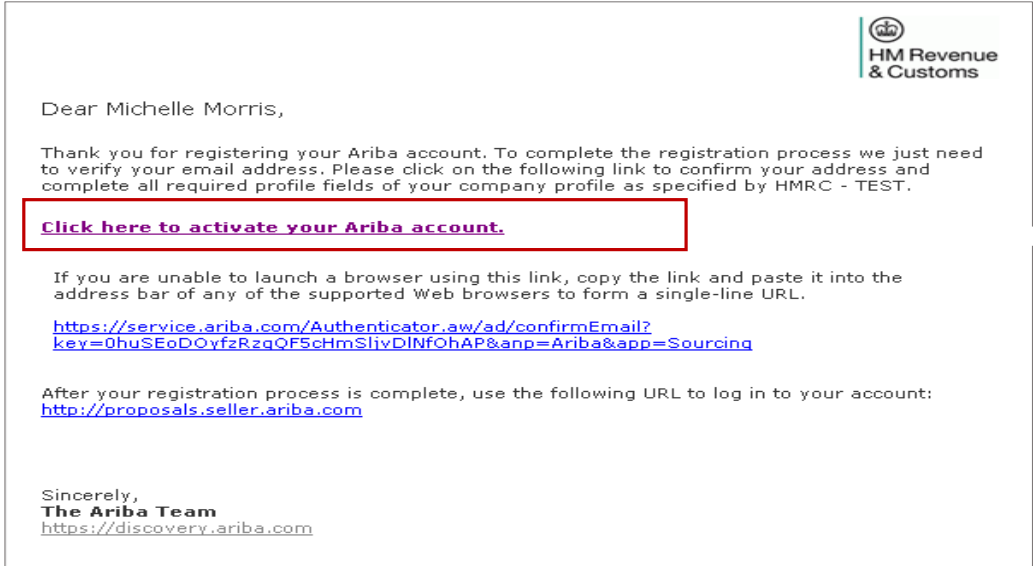 HM Revenue
& Customs
Dear Michelle Morris,
Thank you for registering your Ariba account. To complete the registration process we just need
to verify your email address. Please click on the following link to confirm your address and
complete all required profile fields of your company profile as specified by HMRC - TEST.
Click here to activate your Ariba account.
If you are unable to launch a browser using this link, copy the link and paste it into the
address bar of any of the supported Web browsers to form a single-line URL.
https://service.ariba.com/Authenticator.aw/ad/confirmEmail?
key=0huSEoDOyfzRzgQF5cHmSljvDlNfOhAP&anp=Ariba&app=Sourcing
After your registration process is complete, use the following URL to log in to your account:
http://proposals.seller.ariba.com
Sincerely,
The Ariba Team
https://discovery.ariba.com